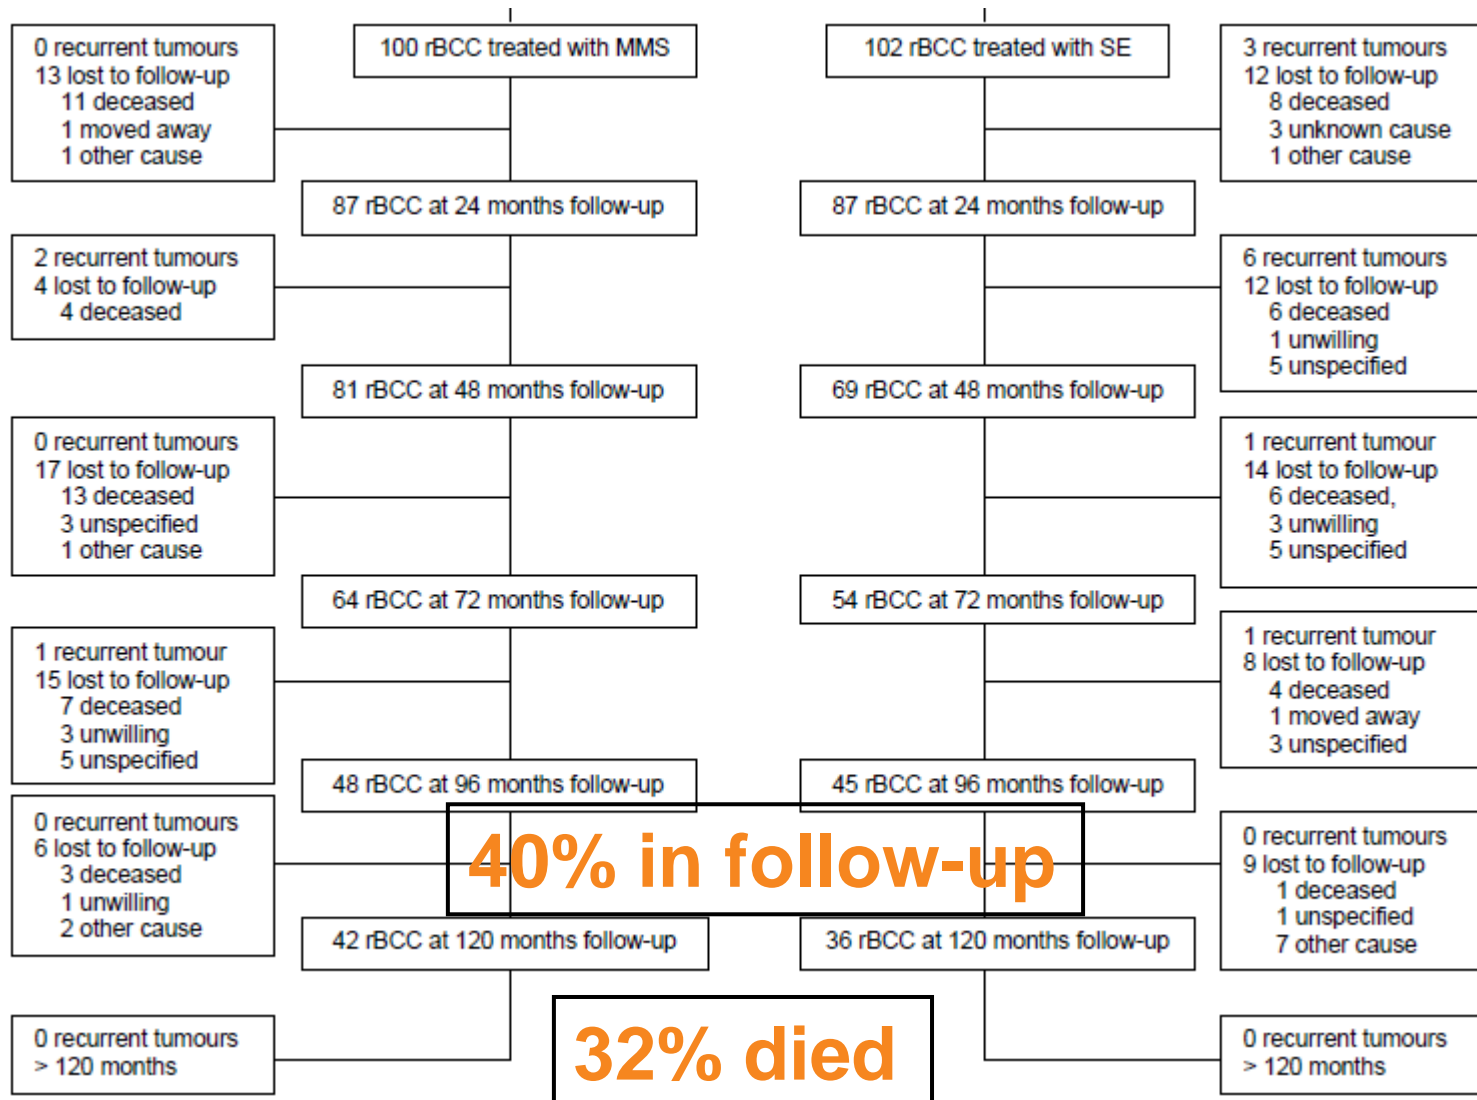 0 recurrent tumours
13 lost to follow-up
11 deceased
1 moved away
1 other cause
100 rBCC treated with MMS
102 rBCC treated with SE
3 recurrent tumours
12 lost to follow-up
8 deceased
3 unknown cause
1 other cause
87 rBCC at 24 months follow-up
87 rBCC at 24 months follow-up
2 recurrent tumours
4 lost to follow-up
4 deceased
6 recurrent tumours
12 lost to follow-up
6 deceased
1 unwilling
5 unspecified
81 rBCC at 48 months follow-up
69 rBCC at 48 months follow-up
0 recurrent tumours
17 lost to follow-up
13 deceased
3 unspecified
1 other cause
1 recurrent tumour
14 lost to follow-up
6 deceased,
3 unwilling
5 unspecified
64 rBCC at 72 months follow-up
54 rBCC at 72 months follow-up
1 recurrent tumour
15 lost to follow-up
7 deceased
3 unwilling
5 unspecified
1 recurrent tumour
8 lost to follow-up
4 deceased
1 moved away
3 unspecified
48 rBCC at 96 months follow-up
45 rBCC at 96 months follow-up
0 recurrent tumours
6 lost to follow-up
3 deceased
1 unwilling
2 other cause
40% in follow-up
0 recurrent tumours
9 lost to follow-up
1 deceased
1 unspecified
7 other cause
42 rBCC at 120 months follow-up
36 rBCC at 120 months follow-up
0 recurrent tumours
> 120 months
32% died
0 recurrent tumours
> 120 months